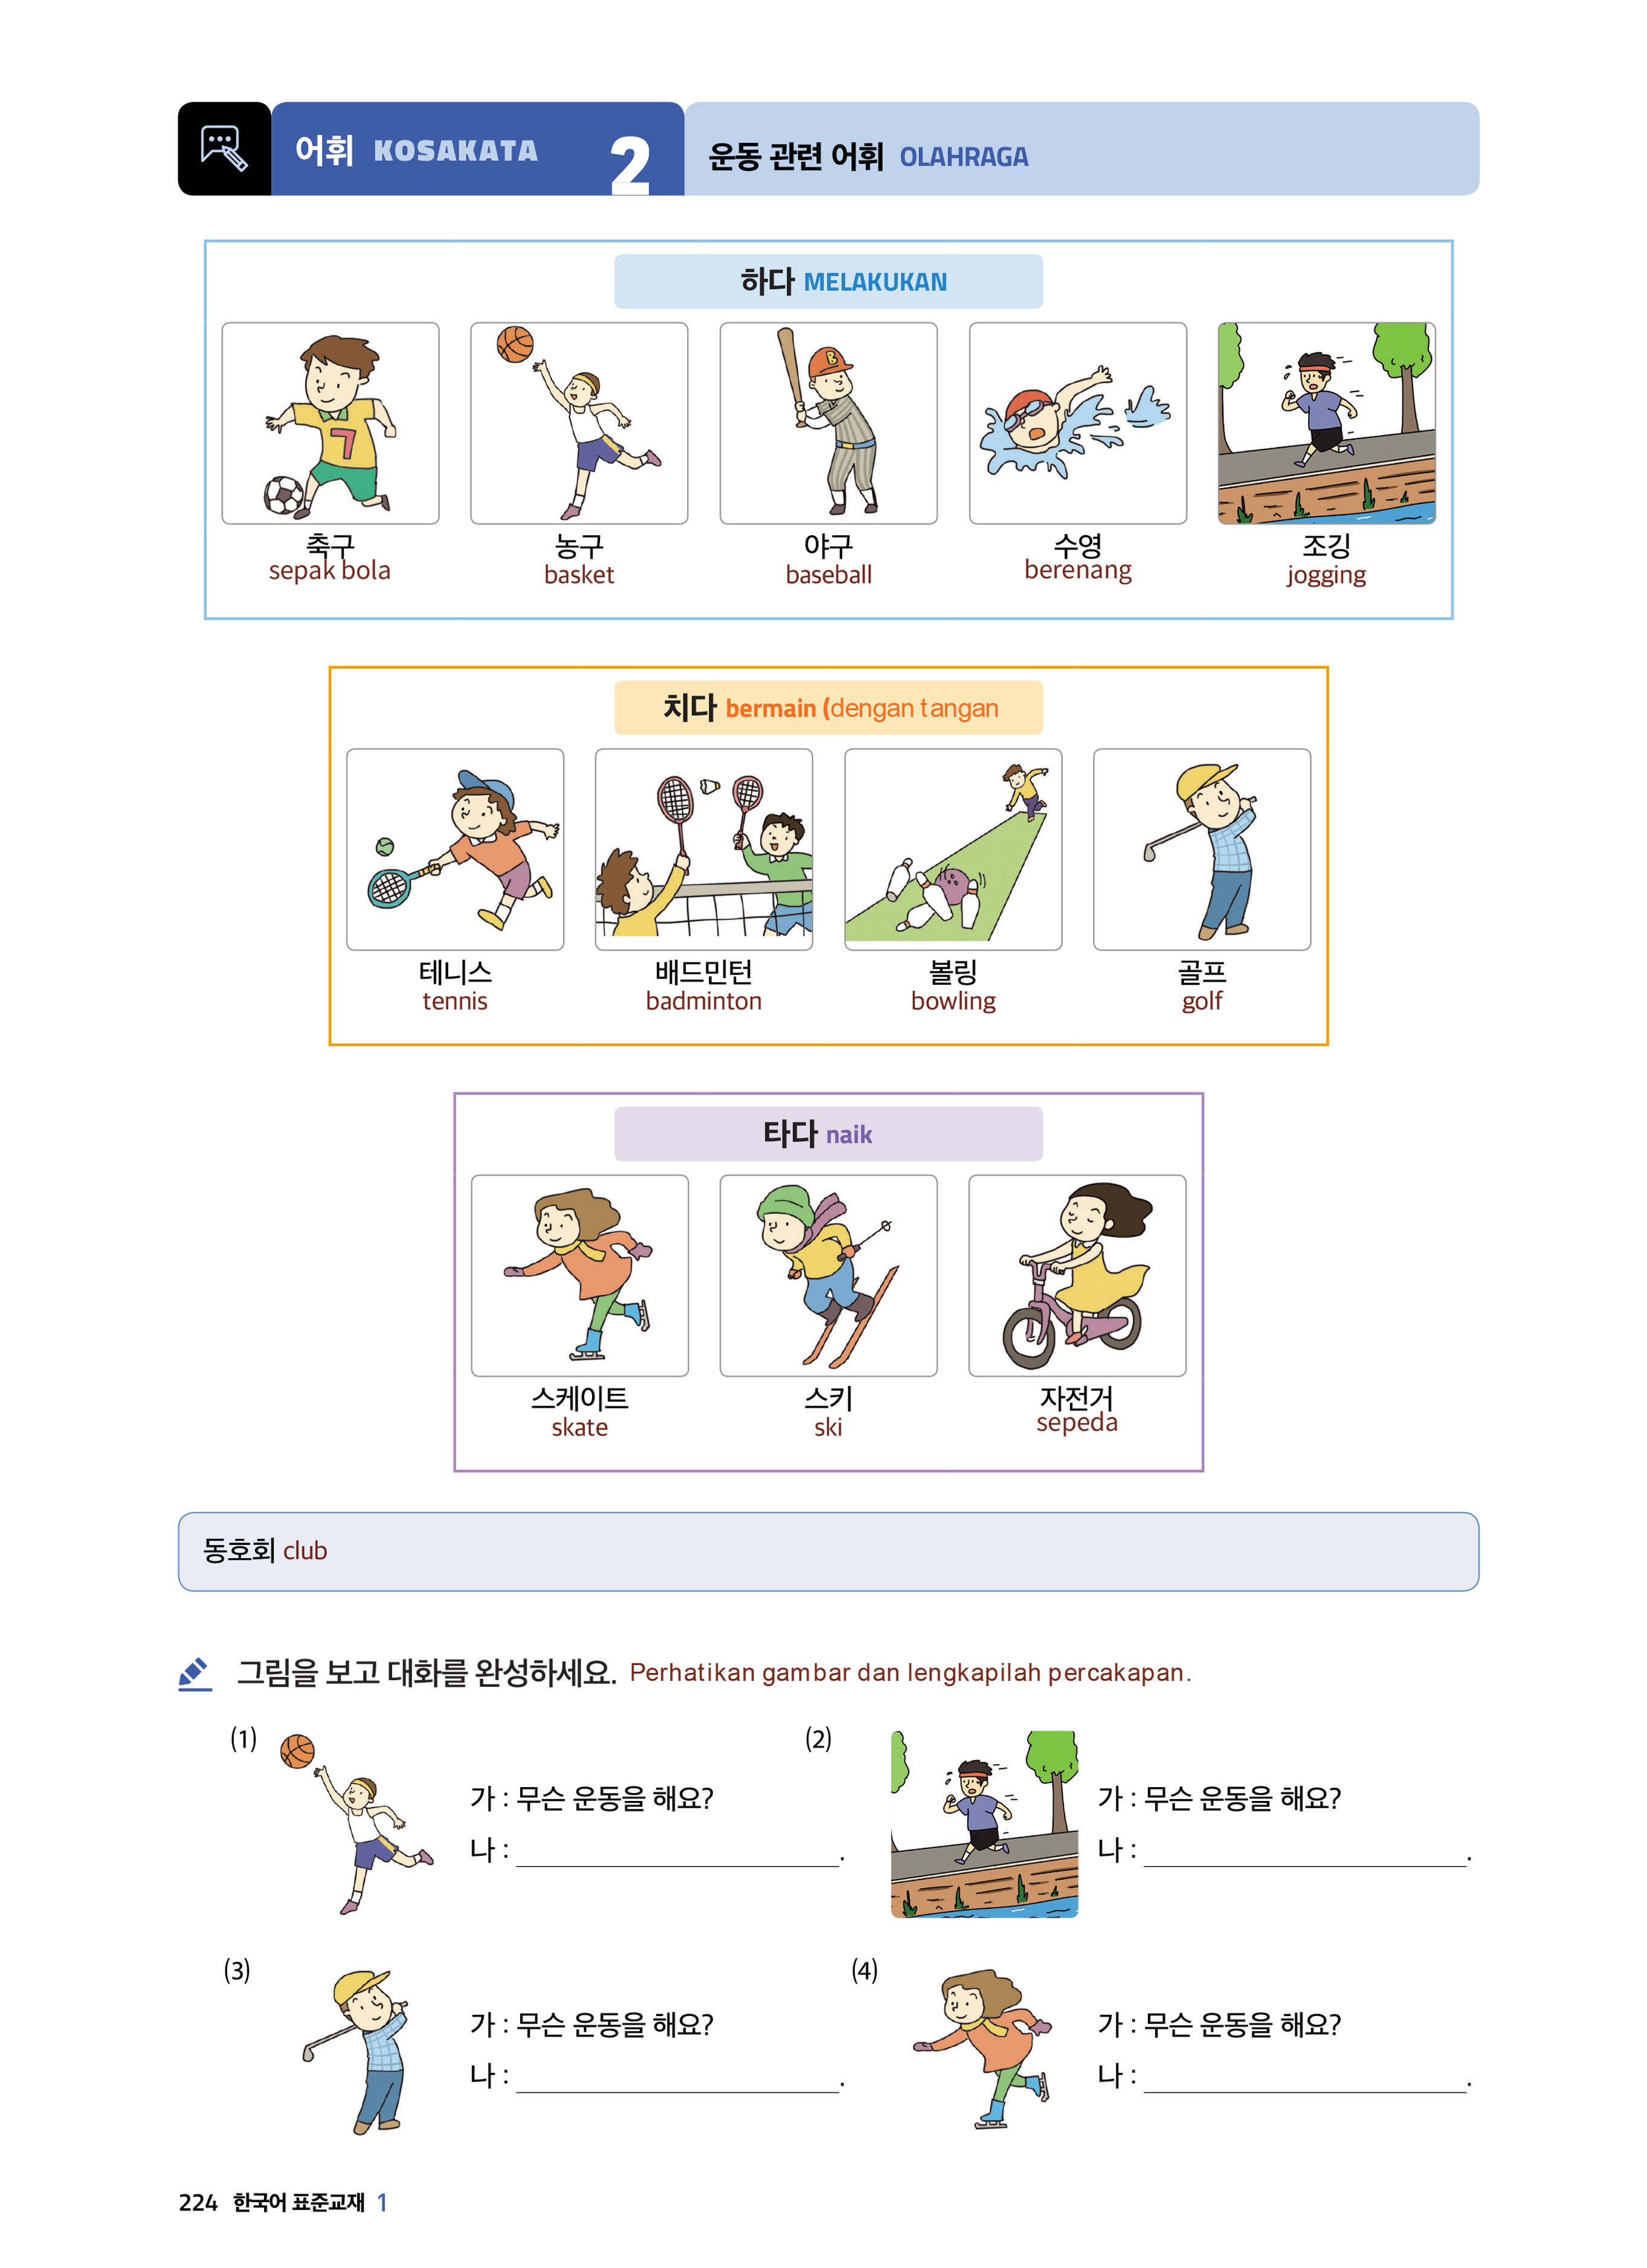 어휘 KOSAKATA 2 운동 관련 어휘 OLAHRAGA
하다 MELAKUKAN
B
7
축구 농구 야구 수영 조깅
sepak bola basket baseball berenang jogging
치다 bermain (dengan tangan
테니스 배드민턴 볼링 골프
tennis badminton bowling golf
타다 naik
스케이트 스키 자전거
skate ski sepeda
동호회 club
그림을 보고 대화를 완성하세요. Perhatikan gambar dan lengkapilah percakapan.
(1) (2)
가 : 무슨 운동을 해요? 가 : 무슨 운동을 해요?
나 : . 나 : .
(3) (4)
가 : 무슨 운동을 해요? 가 : 무슨 운동을 해요?
나 : . 나 : .
224 한국어 표준교재 1